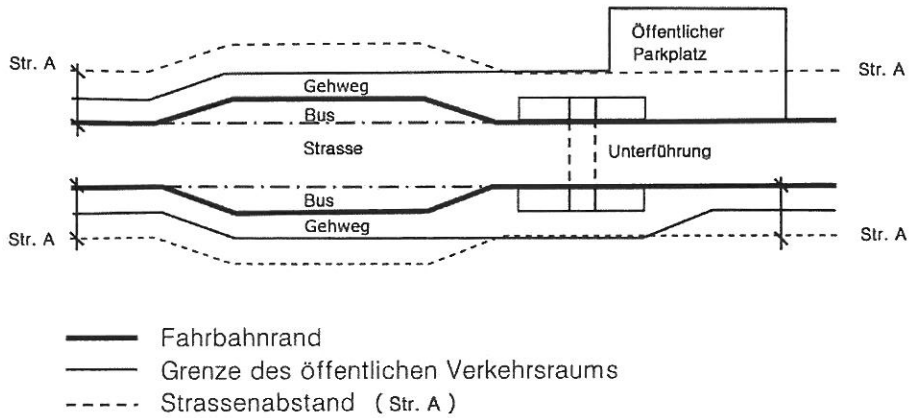 Öffentlicher
Parkplatz
Str. A
Str. A
Gehweg
Bus
Strasse
Unterführung
Bus
Gehweg
Str. A
Str. A
Fahrbahnrand
Grenze des öffentlichen Verkehrsraums
Strassenabstand ( Str. A )